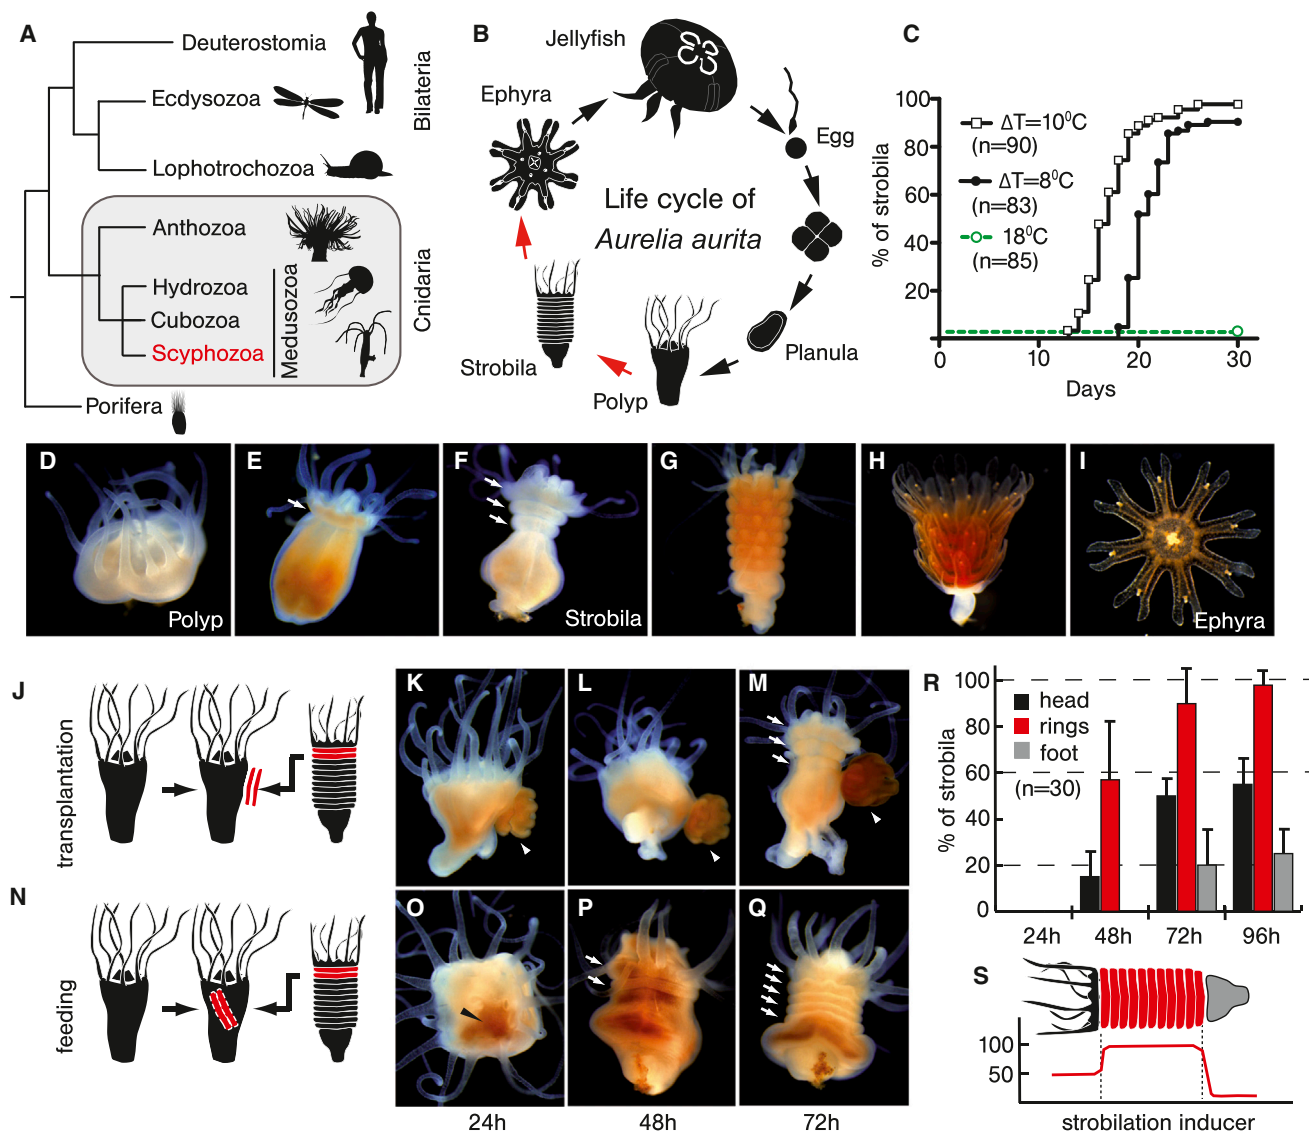 A
Deuterostomia
Ecdysozoa
Lophotrochozoa
Bilateria
Anthozoa
Hydrozoa
Cubozoa
Scyphozoa
Medusozoa
Cnidaria
Porifera
B
Jellyfish
Ephyra
Egg
Life cycle of
Aurelia aurita
Planula
Strobila
Polyp
C
% of strobila
100
80
60
40
20
ΔT=10⁰C
(n=90)
ΔT=8⁰C
(n=83)
18⁰C
(n=85)
0 10 20 30
Days
D
Polyp
E
F
Strobila
G
H
I
Ephyra
J
transplantation
K
L
M
N
feeding
O
P
Q
24h 48h 72h
R
% of strobila
100
80
60
40
20
0
head
rings
foot
(n=30)
24h 48h 72h 96h
S
100
50
strobilation inducer